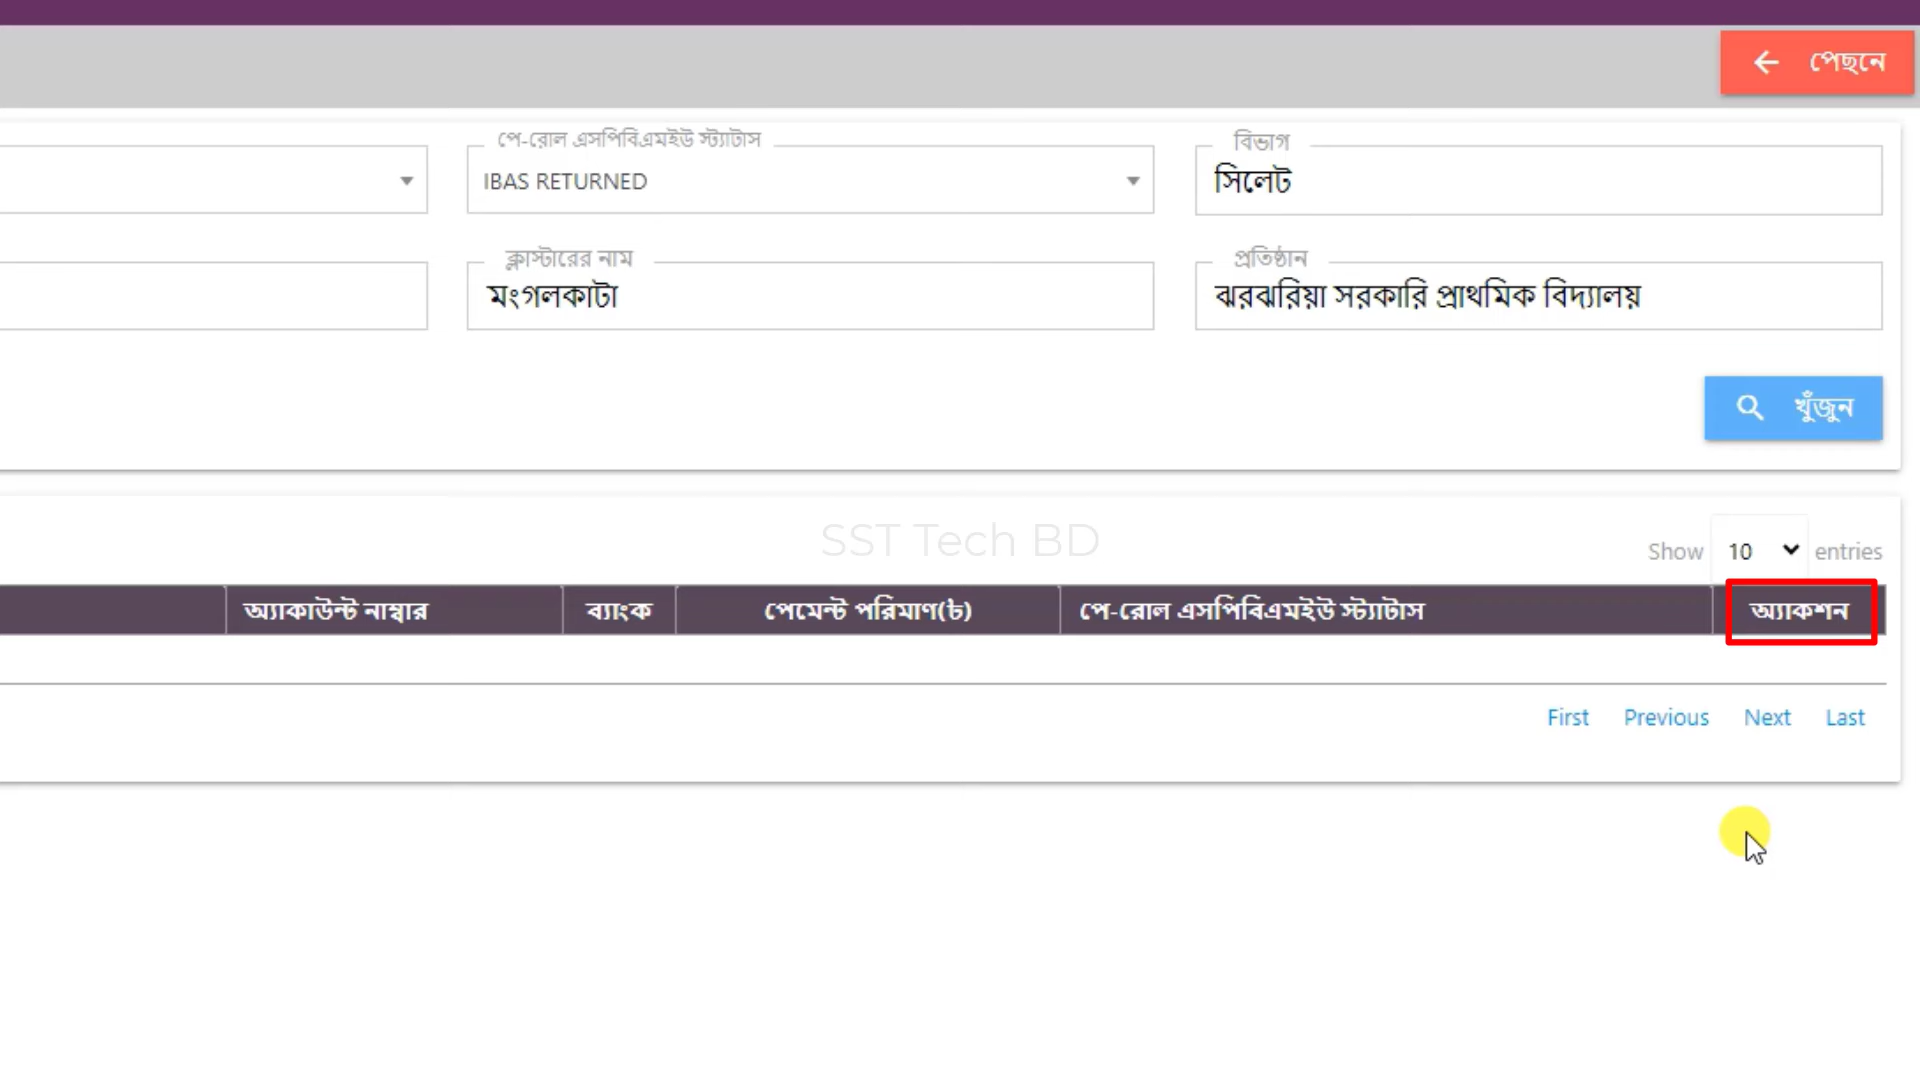 ← পেছনে
পে-রোল এসপিবিএমইউ স্ট্যাটাস
বিভাগ
IBAS RETURNED
সিলেট
ক্লাস্টারের নাম
প্রতিষ্ঠান
মংগলকাটা
ঝরঝরিয়া সরকারি প্রাথমিক বিদ্যালয়
খুঁজুন
SST Tech BD
Show 10 entries
অ্যাকাউন্ট নাম্বার ব্যাংক পেমেন্ট পরিমাণ(৳) পে-রোল এসপিবিএমইউ স্ট্যাটাস অ্যাকশন
First Previous Next Last